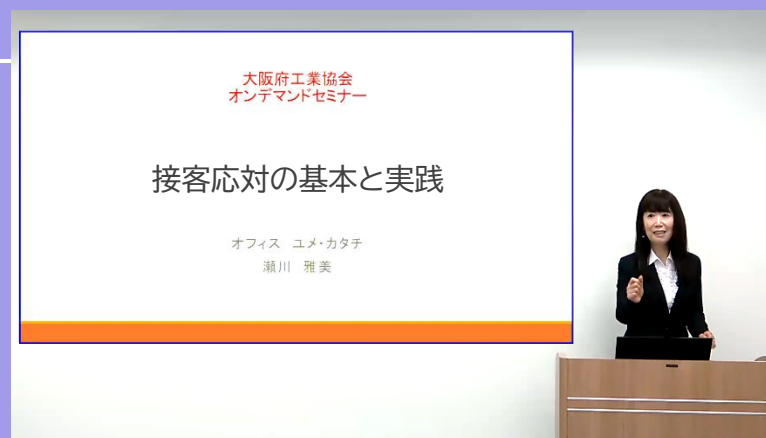 大阪府工業協会
オンデマンドセミナー
接客応対の基本と実践
オフィス ユメ・カタチ
瀬川 雅美